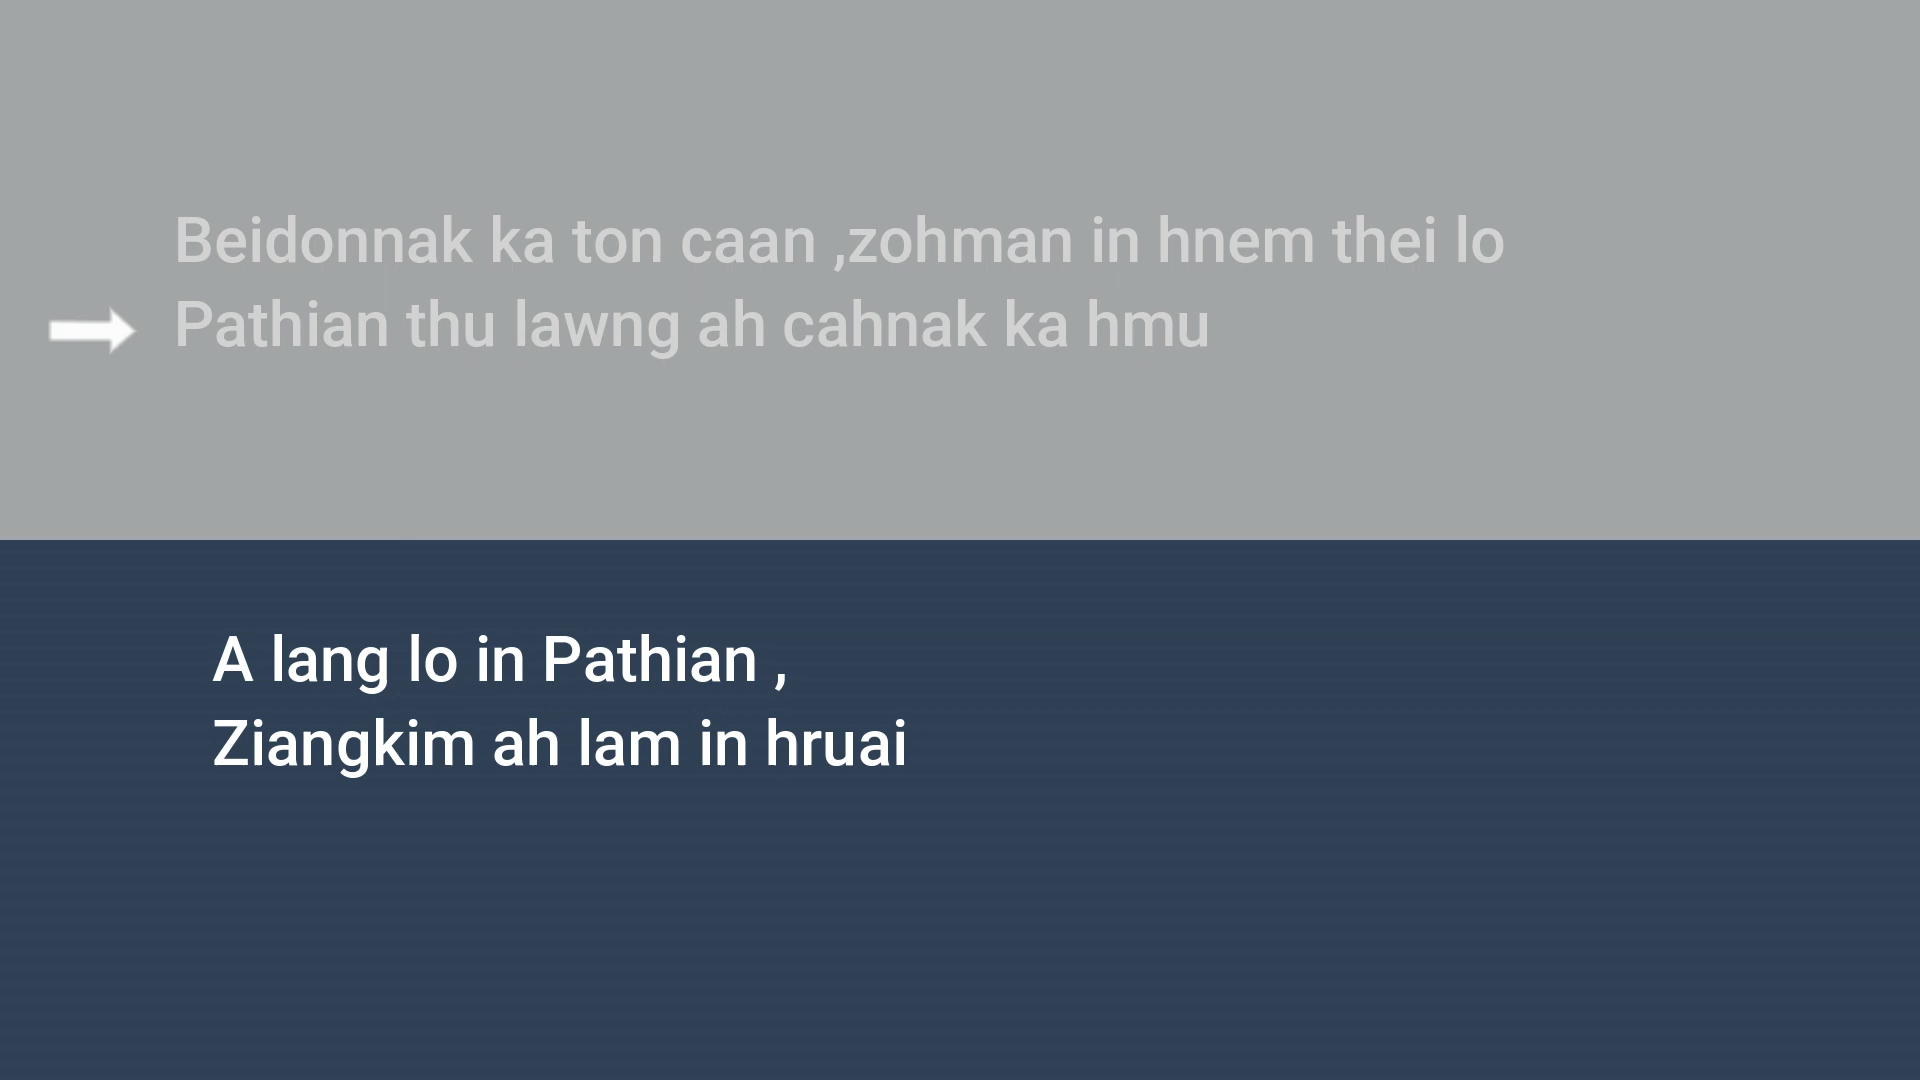 Beidonnak ka ton caan ,zohman in hnem thei lo
Pathian thu lawng ah cahnak ka hmu
A lang lo in Pathian ,
Ziangkim ah lam in hruai